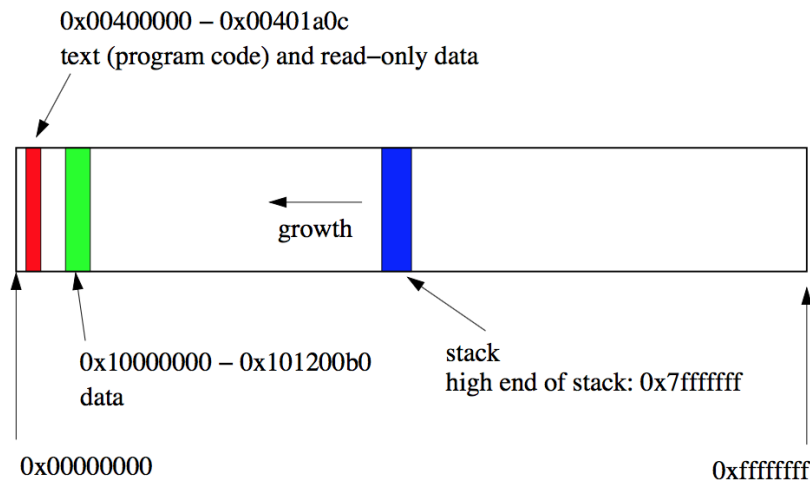 0x00400000 – 0x00401a0c
text (program code) and read–only data
growth
0x10000000 – 0x101200b0
data
stack
high end of stack: 0x7fffffff
0x00000000
0xffffffff